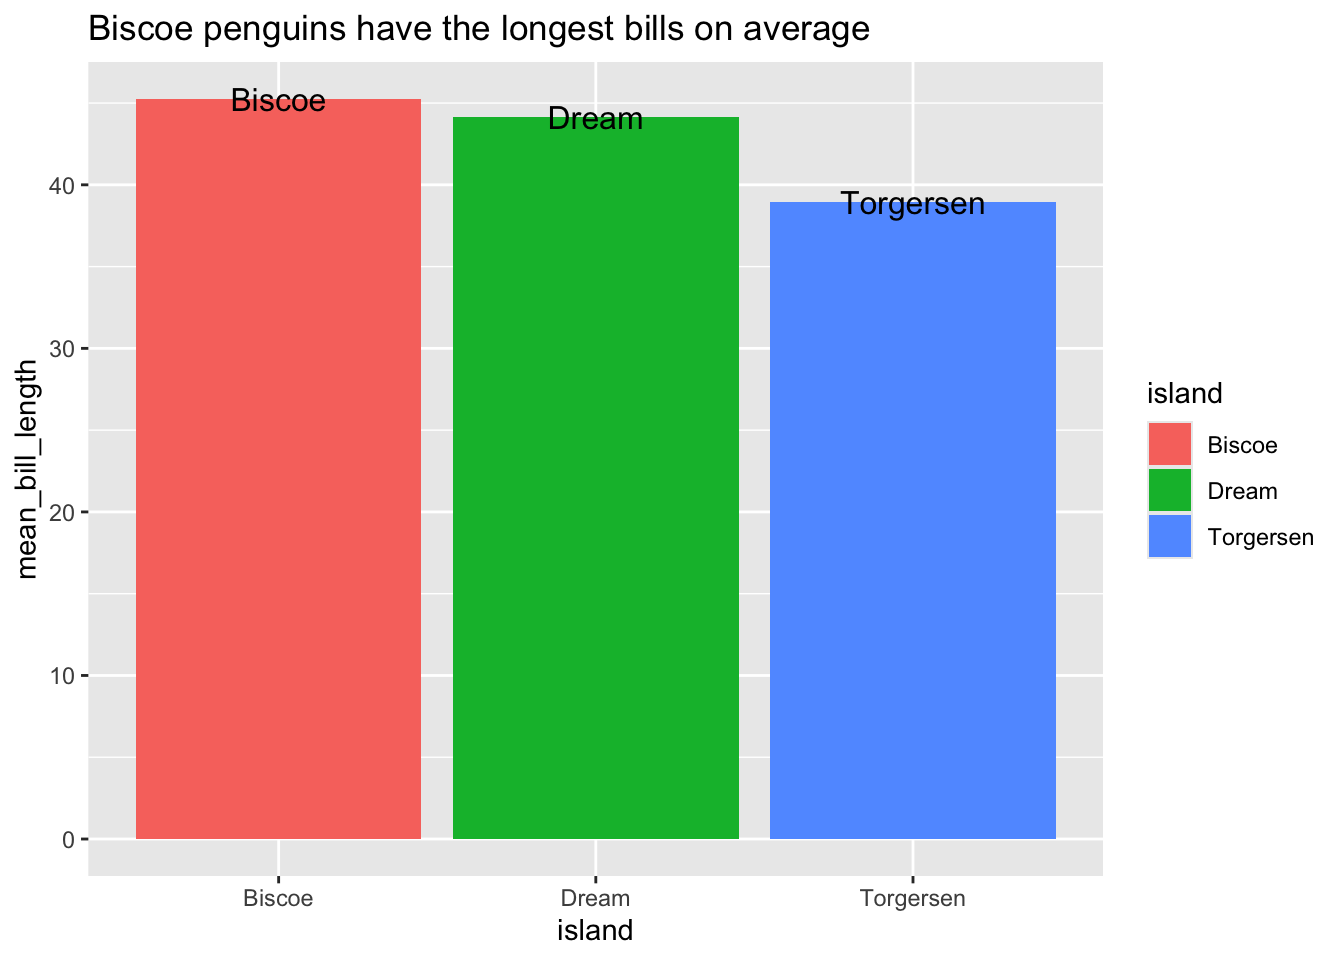 Biscoe penguins have the longest bills on average
mean_bill_length
40
30
20
10
0
Biscoe
Dream
Torgersen
Biscoe
Dream
Torgersen
island
island
Biscoe
Dream
Torgersen